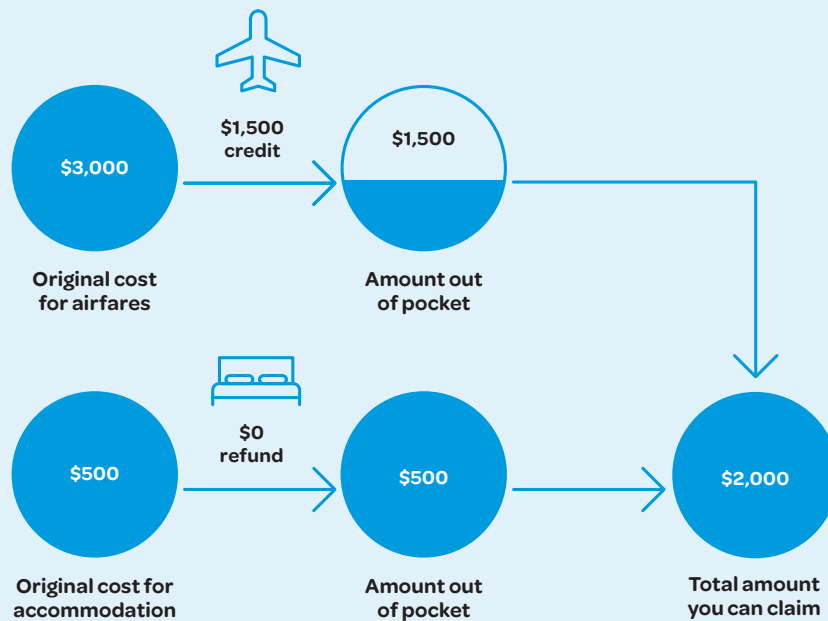 $3,000
$1,500
credit
$1,500
Original cost
for airfares
Amount out
of pocket
$500
$0
refund
$500
$2,000
Original cost for
accommodation
Amount out
of pocket
Total amount
you can claim